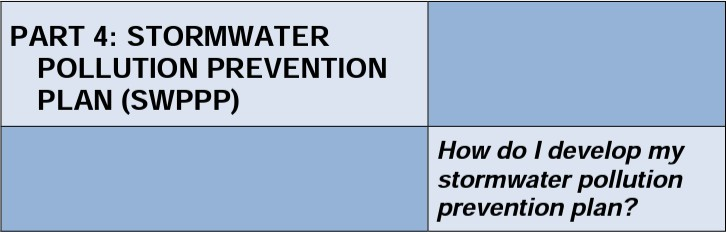 PART 4: STORMWATER
POLLUTION PREVENTION
PLAN (SWPPP)
How do I develop my
stormwater pollution
prevention plan?